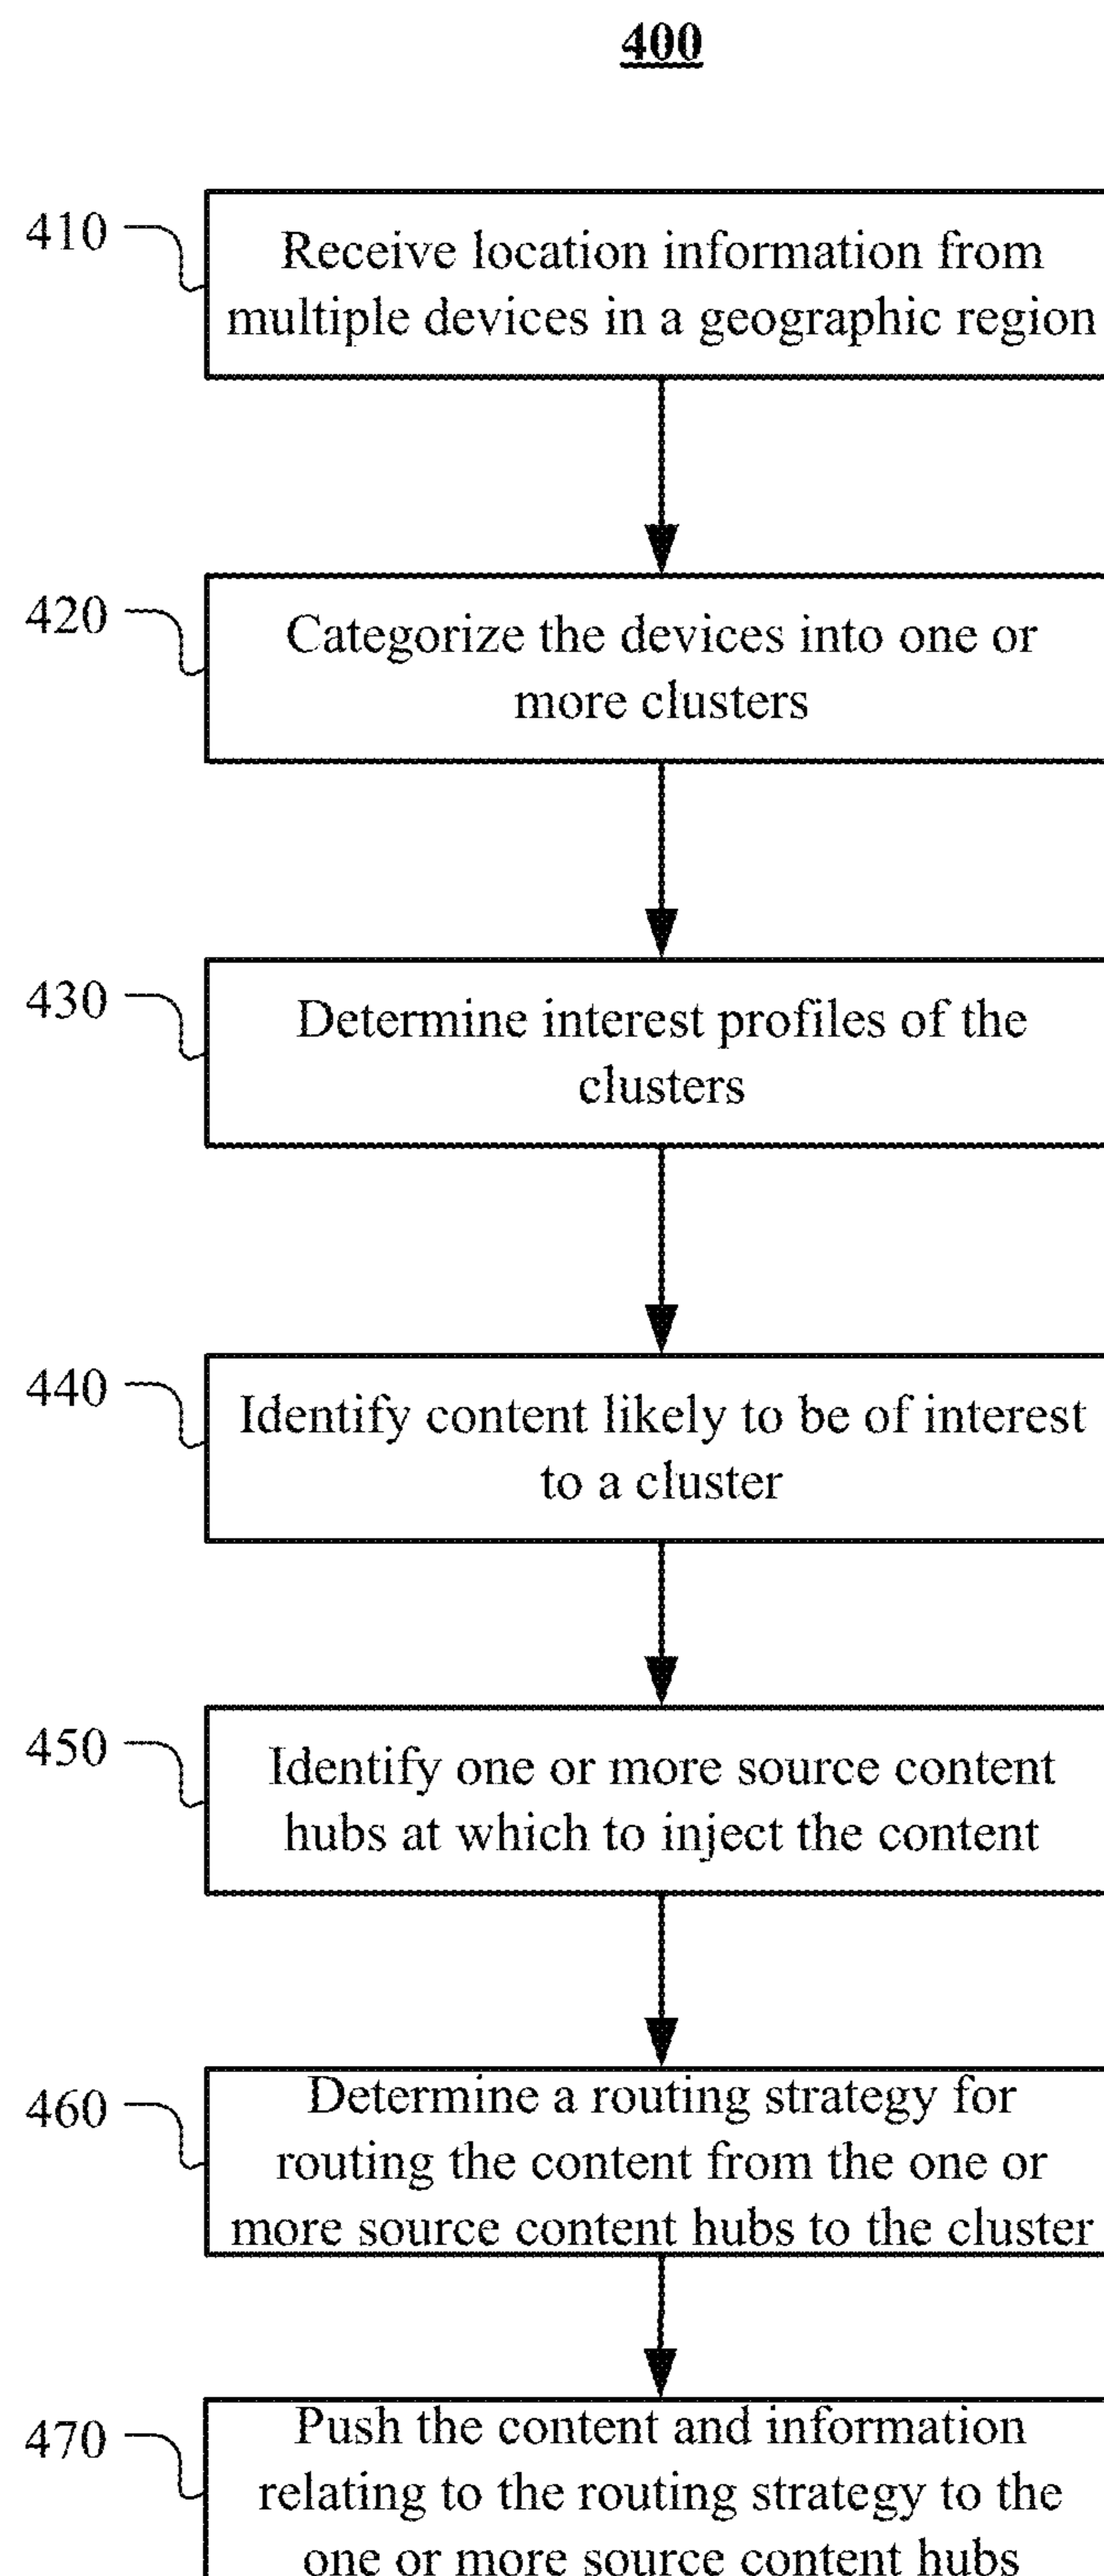 400
410
Receive location information from
multiple devices in a geographic region
420
Categorize the devices into one or
more clusters
430
Determine interest profiles of the
clusters
440
Identify content likely to be of interest
to a cluster
450
Identify one or more source content
hubs at which to inject the content
460
Determine a routing strategy for
routing the content from the one or
more source content hubs to the cluster
470
Push the content and information
relating to the routing strategy to the
one or more source content hubs